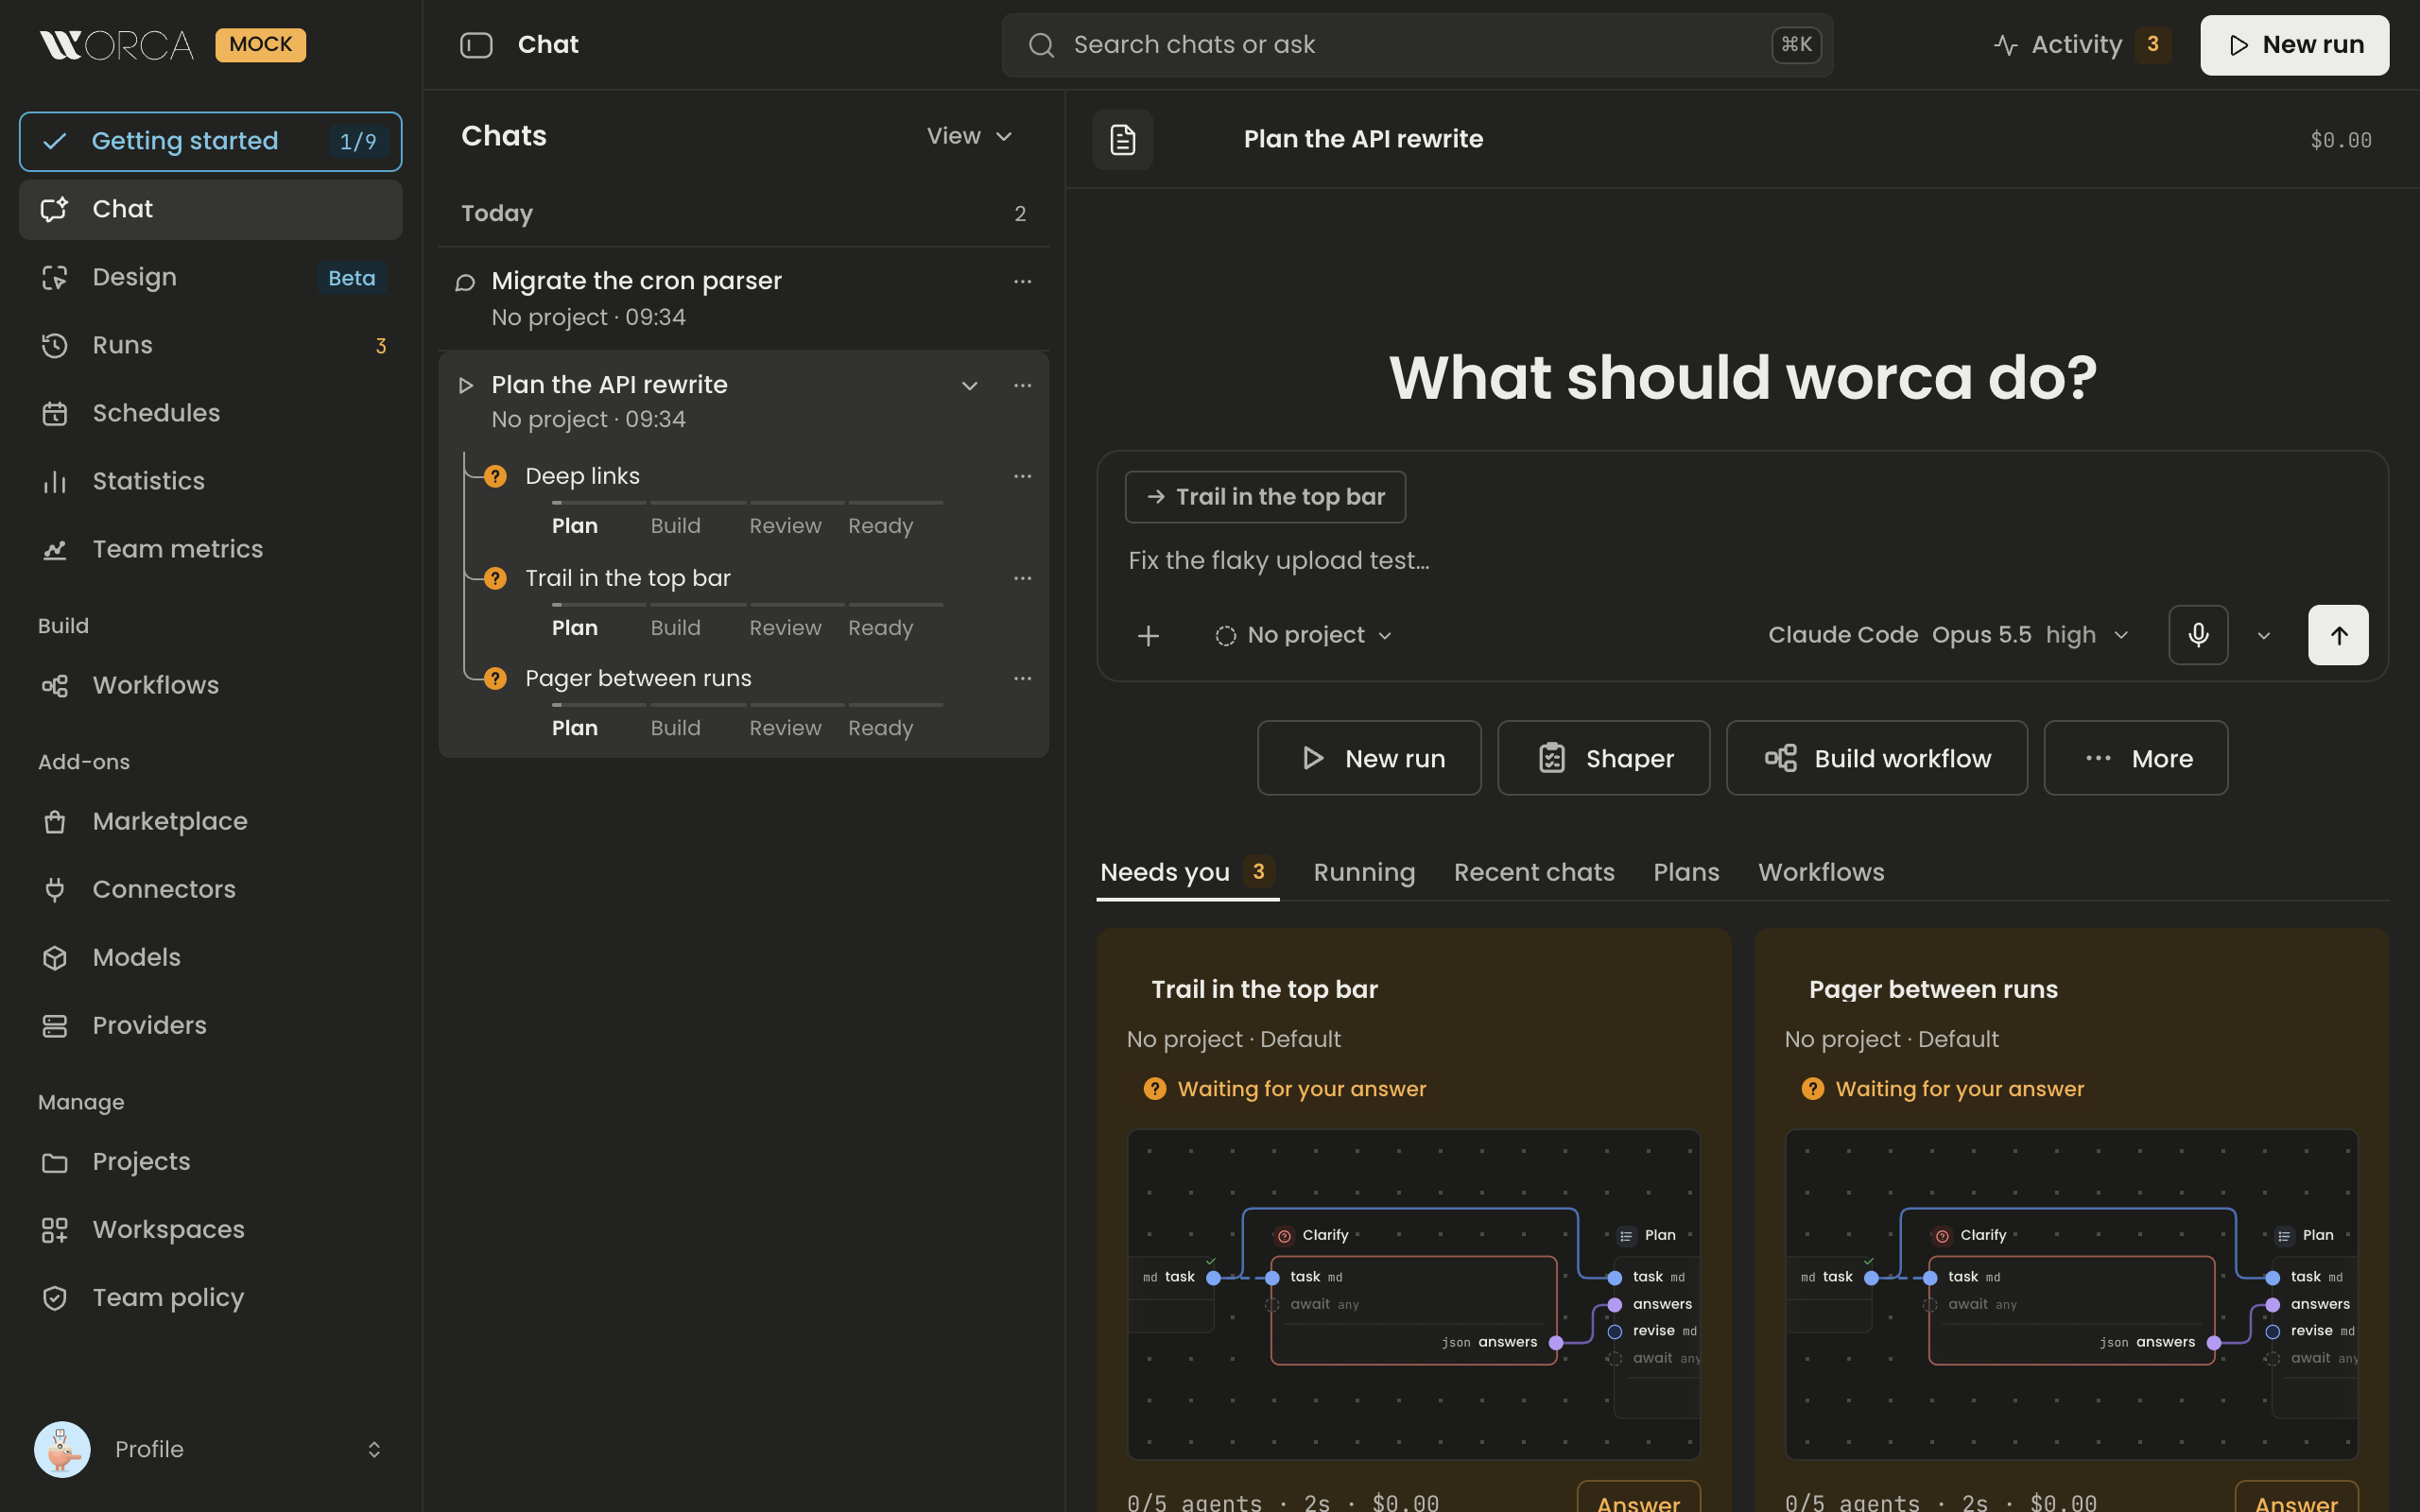 WORCA MOCK
Getting started 1/9
Chat
Design Beta
Runs 3
Schedules
Statistics
Team metrics
Build
Workflows
Add-ons
Marketplace
Connectors
Models
Providers
Manage
Projects
Workspaces
Team policy
Profile
Chat
Search chats or ask ⌘K
Activity 3
New run
Chats View
Today 2
Migrate the cron parser
No project · 09:34
Plan the API rewrite
No project · 09:34
Deep links
Plan Build Review Ready
Trail in the top bar
Plan Build Review Ready
Pager between runs
Plan Build Review Ready
Plan the API rewrite $0.00
What should worca do?
→ Trail in the top bar
Fix the flaky upload test...
No project Claude Code Opus 5.5 high
New run Shaper Build workflow More
Needs you 3 Running Recent chats Plans Workflows
Trail in the top bar
No project · Default
Waiting for your answer
Clarify Plan
md task task md task md
await any answers
revise md
json answers
await any
0/5 agents · 2s · $0.00 Answer
Pager between runs
No project · Default
Waiting for your answer
Clarify Plan
md task task md task md
await any answers
revise md
json answers
await any
0/5 agents · 2s · $0.00 Answer